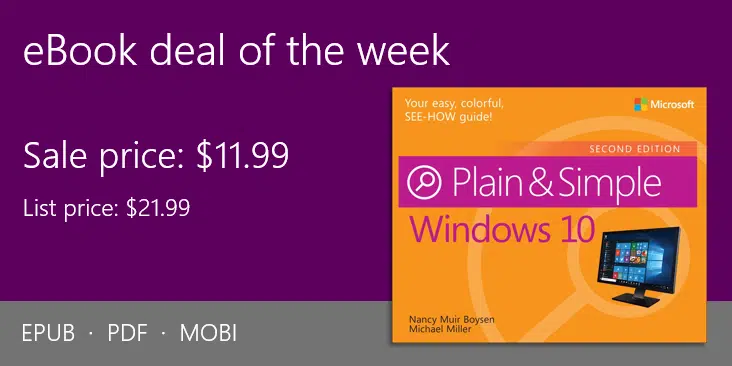 eBook deal of the week
Sale price: $11.99
List price: $21.99
EPUB · PDF · MOBI
Your easy, colorful,
SEE-HOW guide!
Microsoft
SECOND EDITION
Plain & Simple
Windows 10
Nancy Muir Boysen
Michael Miller